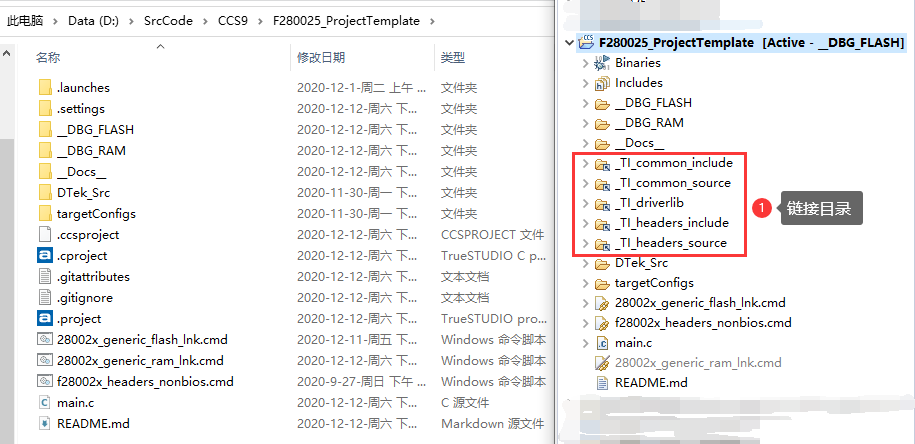 此电脑 › Data (D:) › SrcCode › CCS9 › F280025_ProjectTemplate ›
名称 修改日期 类型
.launches 2020-12-1-周二 上午 ... 文件夹
.settings 2020-12-12-周六 下... 文件夹
__DBG_FLASH 2020-12-12-周六 下... 文件夹
__DBG_RAM 2020-12-12-周六 下... 文件夹
__Docs__ 2020-12-12-周六 下... 文件夹
DTek_Src 2020-11-30-周一 下... 文件夹
targetConfigs 2020-11-30-周一 下... 文件夹
.ccsproject 2020-12-12-周六 下... CCSPROJECT 文件
.cproject 2020-12-12-周六 下... TrueSTUDIO C p...
.gitattributes 2020-12-12-周六 下... 文本文档
.gitignore 2020-12-12-周六 下... 文本文档
.project 2020-12-12-周六 下... TrueSTUDIO pro...
28002x_generic_flash_lnk.cmd 2020-12-11-周五 下... Windows 命令脚本
28002x_generic_ram_lnk.cmd 2020-12-12-周六 下... Windows 命令脚本
f28002x_headers_nonbios.cmd 2020-9-27-周日 下午 ... Windows 命令脚本
main.c 2020-12-12-周六 下... C 源文件
README.md 2020-12-12-周六 下... Markdown 源文件
F280025_ProjectTemplate [Active - __DBG_FLASH]
Binaries
Includes
__DBG_FLASH
__DBG_RAM
__Docs__
_TI_common_include
_TI_common_source
_TI_driverlib
_TI_headers_include
_TI_headers_source
1 链接目录
DTek_Src
targetConfigs
28002x_generic_flash_lnk.cmd
f28002x_headers_nonbios.cmd
main.c
28002x_generic_ram_lnk.cmd
README.md